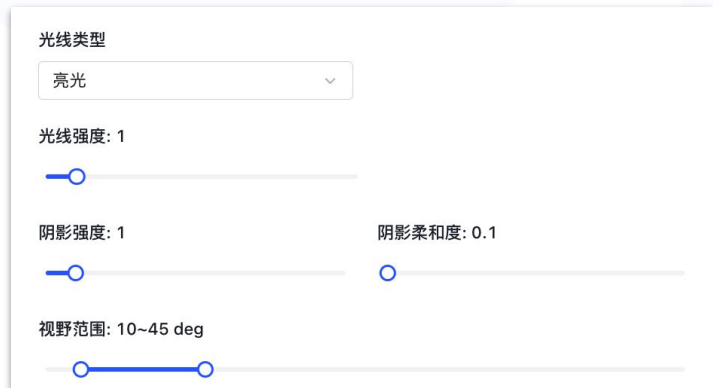 光线类型
亮光
光线强度: 1
阴影强度: 1
阴影柔和度: 0.1
视野范围: 10~45 deg